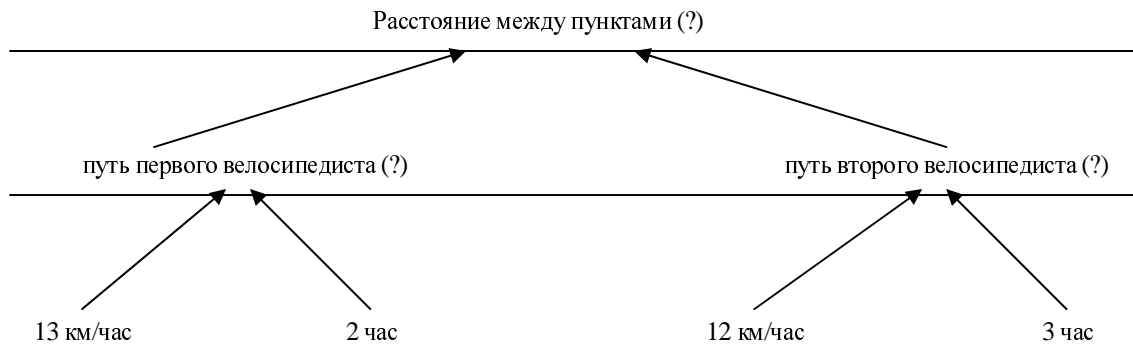 Расстояние между пунктами (?)
путь первого велосипедиста (?) путь второго велосипедиста (?)
13 км/час 2 час 12 км/час 3 час